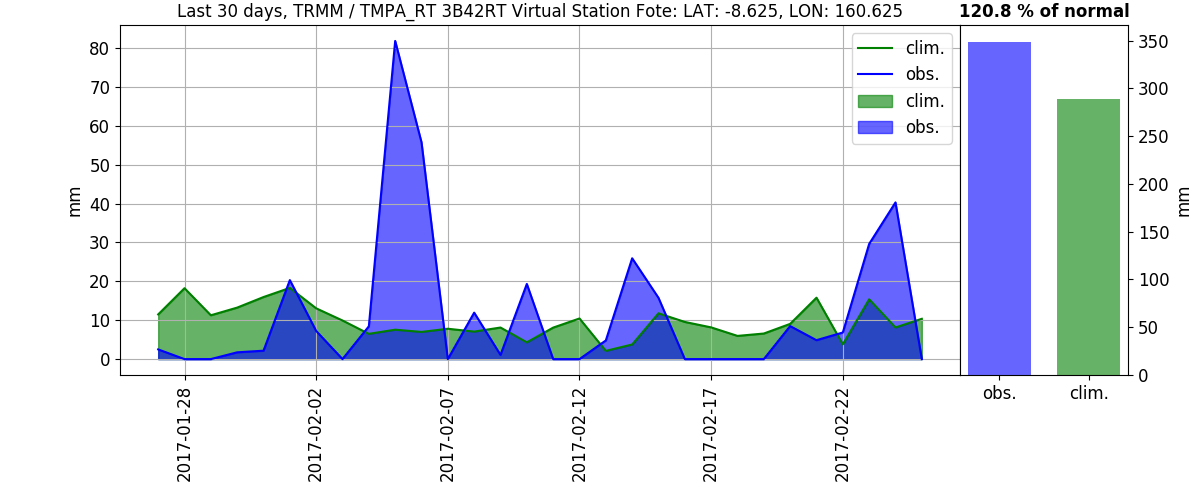 Last 30 days, TRMM / TMPA_RT 3B42RT Virtual Station Fote: LAT: -8.625, LON: 160.625
120.8 % of normal
clim.
obs.
clim.
obs.
80
70
60
50
40
30
20
10
0
mm
2017-01-28
2017-02-02
2017-02-07
2017-02-12
2017-02-17
2017-02-22
350
300
250
200
150
100
50
0
mm
obs.
clim.